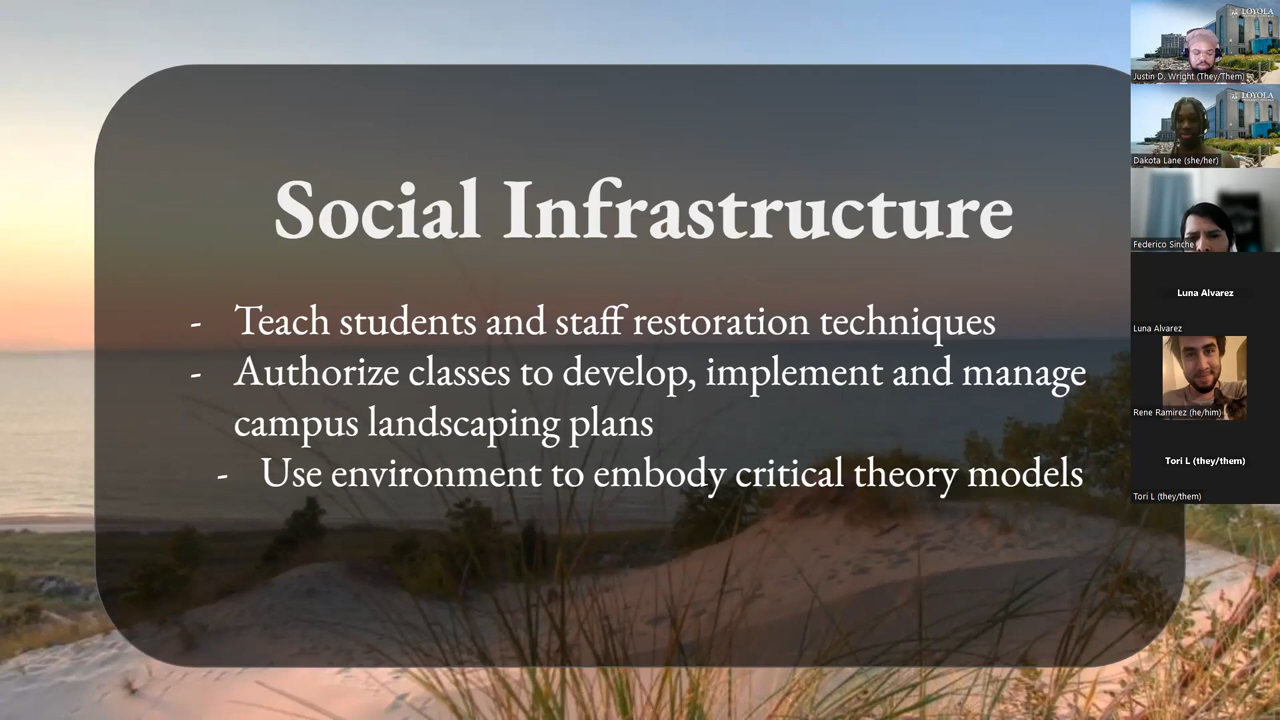 Social Infrastructure
- Teach students and staff restoration techniques
- Authorize classes to develop, implement and manage
campus landscaping plans
- Use environment to embody critical theory models
LOYOLA
Justin D. Wright (They/Them)
LOYOLA
Dakota Lane (she/her)
Federico Sinche
Luna Alvarez
Luna Alvarez
Rene Ramirez (he/him)
Tori L (they/them)
Tori L (they/them)